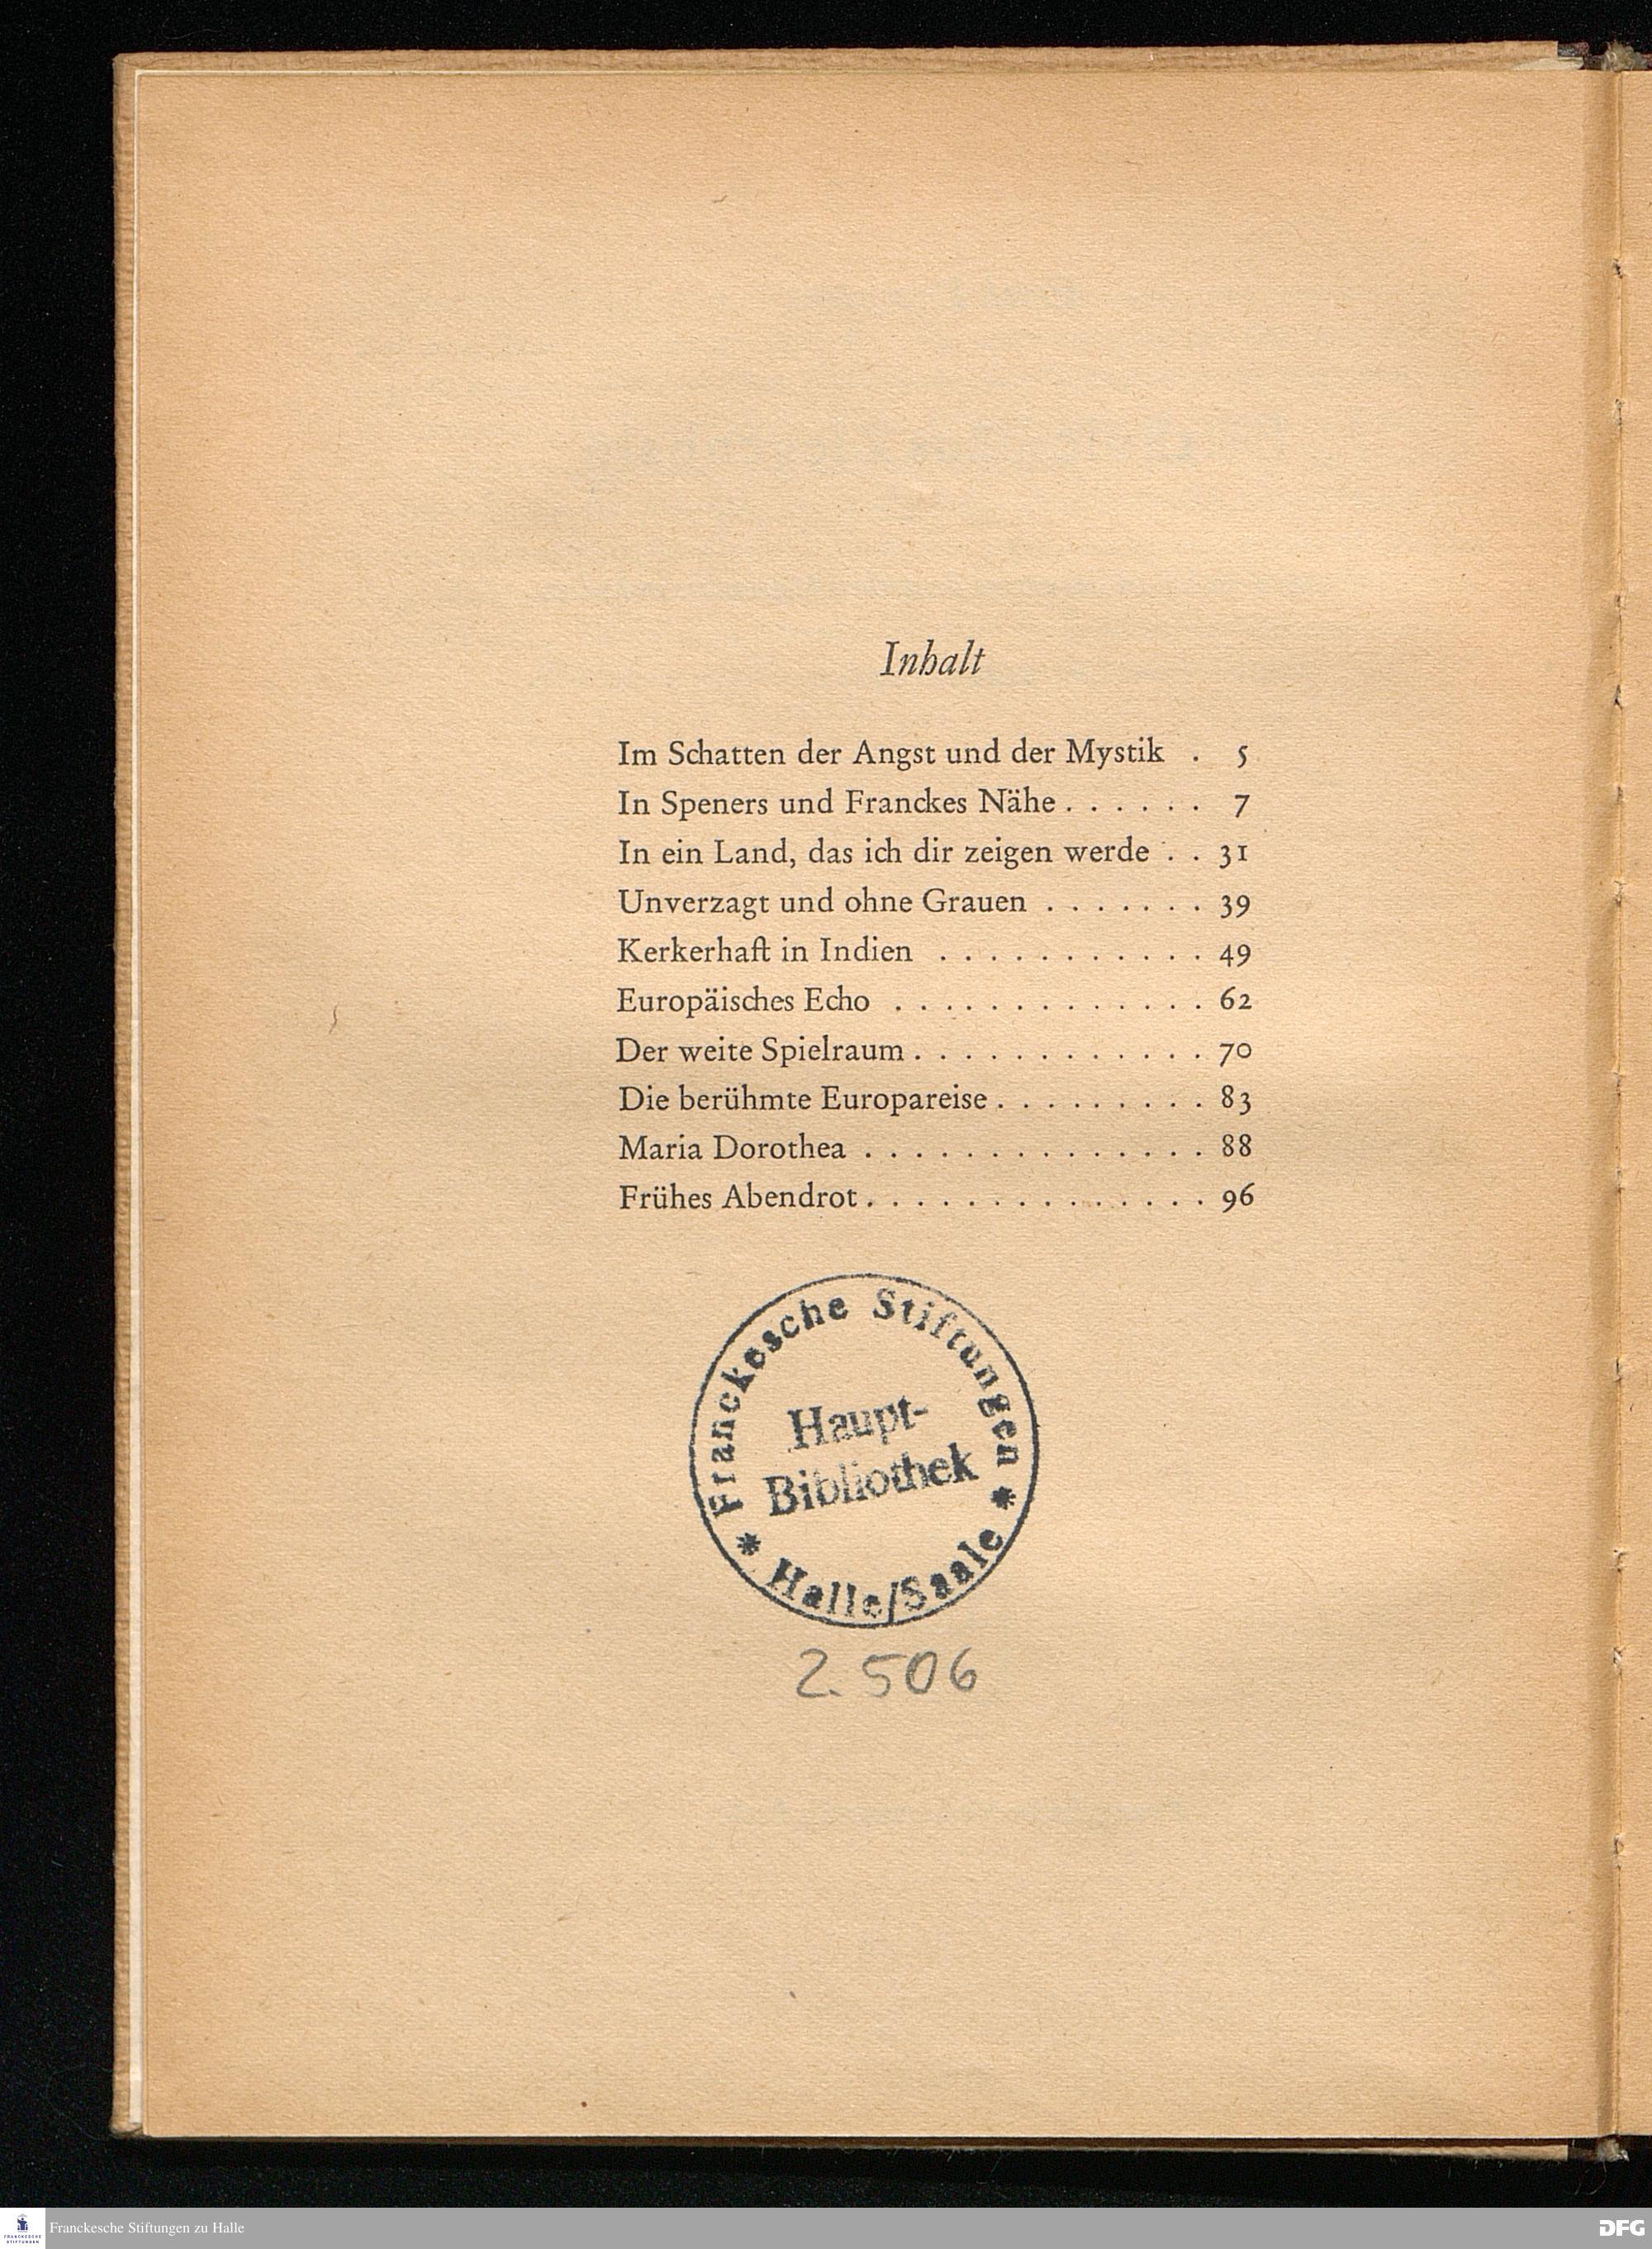 Inhalt
Im Schatten der Angst und der Mystik . 5
In Speners und Franckes Nähe . . . . . . 7
In ein Land, das ich dir zeigen werde . . 31
Unverzagt und ohne Grauen . . . . . . . 39
Kerkerhaft in Indien . . . . . . . . . . . 49
Europäisches Echo . . . . . . . . . . . . . 62
Der weite Spielraum . . . . . . . . . . . . 70
Die berühmte Europareise . . . . . . . . . 83
Maria Dorothea . . . . . . . . . . . . . . 88
Frühes Abendrot . . . . . . . . . . . . . . 96
Franckesche Stiftungen
Haupt-
Bibliothek
* Halle/Saale *
2.506
Franckesche Stiftungen zu Halle
FRANCKESCHE
STIFTUNGEN
DFG